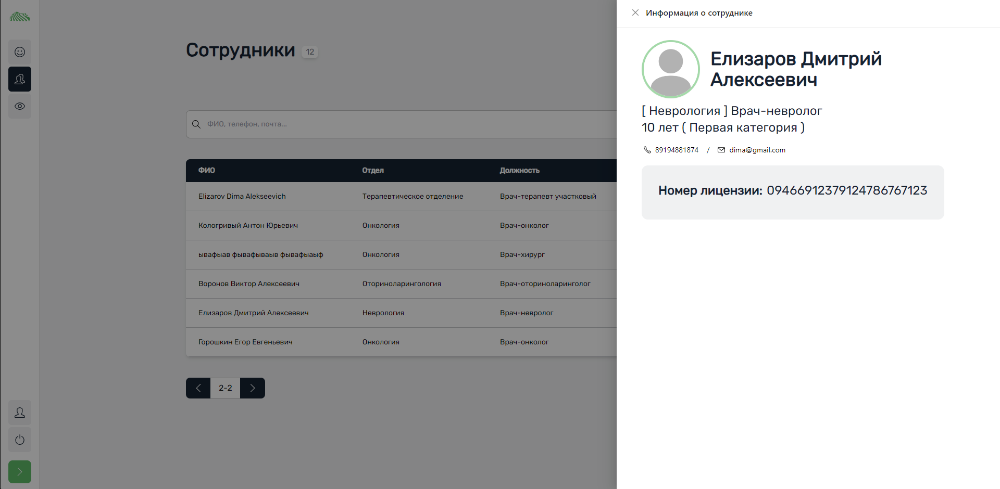 Сотрудники 12
ФИО, телефон, почта...
ФИО Отдел Должность
Elizarov Dima Alekseevich Терапевтическое отделение Врач-терапевт участковый
Кологривый Антон Юрьевич Онкология Врач-онколог
ывафыав фывафываыв фывафыаыф Онкология Врач-хирург
Воронов Виктор Алексеевич Оториноларингология Врач-оториноларинголог
Елизаров Дмитрий Алексеевич Неврология Врач-невролог
Горошкин Егор Евгеньевич Онкология Врач-онколог
2-2
Информация о сотруднике
Елизаров Дмитрий
Алексеевич
[ Неврология ] Врач-невролог
10 лет ( Первая категория )
89194881874 / dima@gmail.com
Номер лицензии: 09466912379124786767123